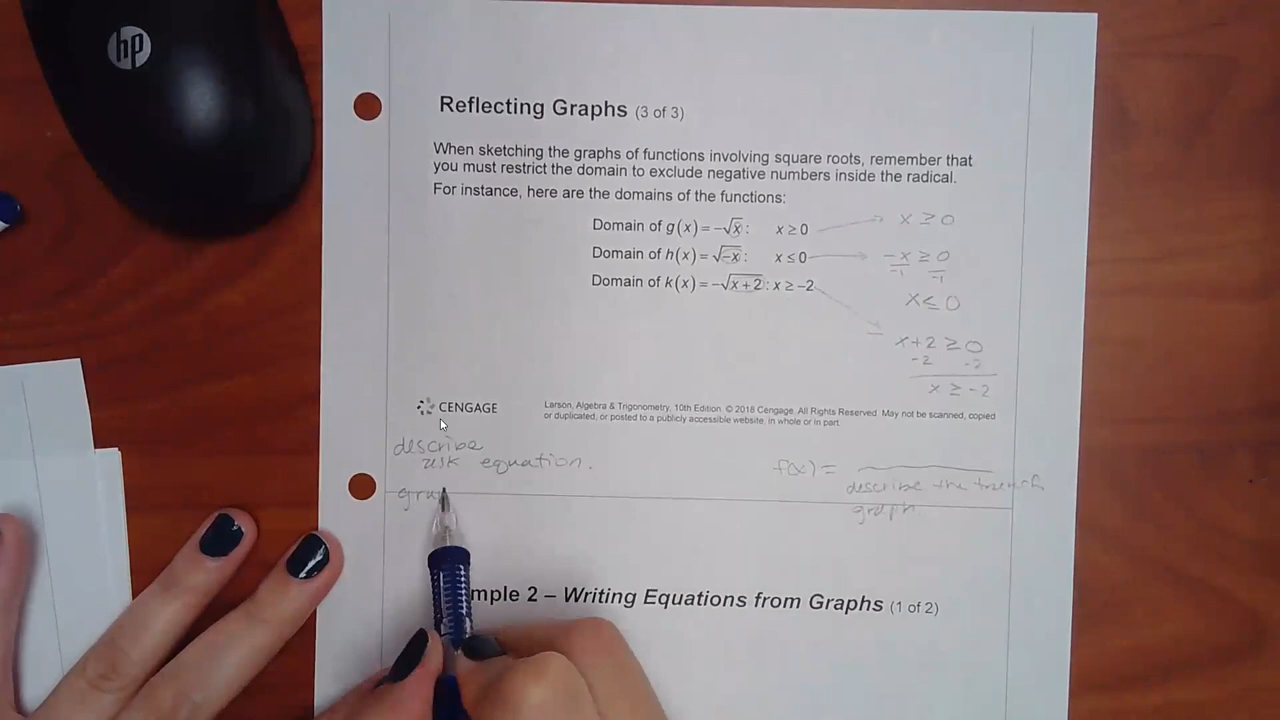 hp
Reflecting Graphs (3 of 3)
When sketching the graphs of functions involving square roots, remember that
you must restrict the domain to exclude negative numbers inside the radical.
For instance, here are the domains of the functions:
Domain of g(x) = -√x : x ≥ 0
x ≥ 0
Domain of h(x) = √-x : x ≤ 0
-x ≥ 0
-1 -1
Domain of k(x) = -√x + 2 : x ≥ -2
x ≤ 0
x+2 ≥ 0
-2 -2
x ≥ -2
CENGAGE
Larson, Algebra & Trigonometry, 10th Edition. © 2018 Cengage. All Rights Reserved. May not be scanned, copied
or duplicated, or posted to a publicly accessible website, in whole or in part.
describe
equation.
f(x) =
describe the
graph
gra
mple 2 – Writing Equations from Graphs (1 of 2)